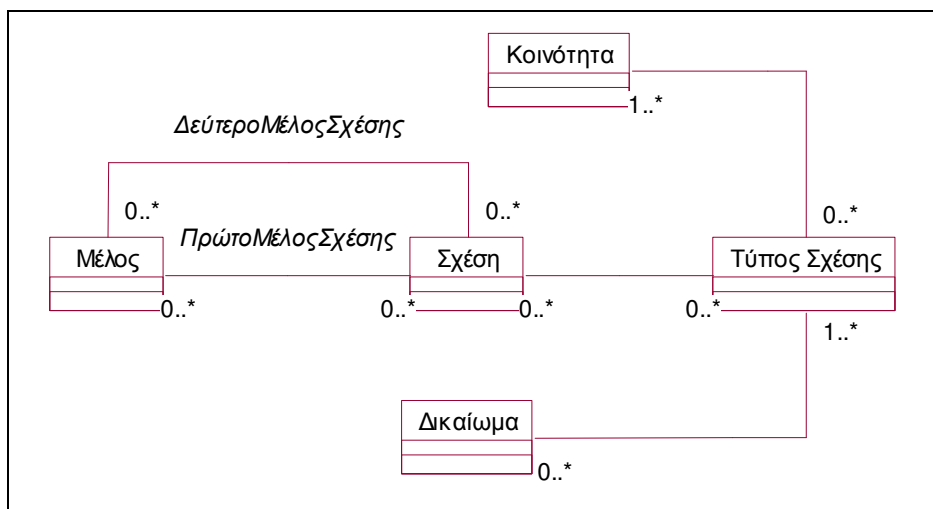 Κοινότητα
1..*
ΔεύτεροΜέλοςΣχέσης
0..*
0..*
0..*
ΠρώτοΜέλοςΣχέσης
Μέλος
Σχέση
Τύπος Σχέσης
0..*
0..*
0..*
0..*
1..*
Δικαίωμα
0..*